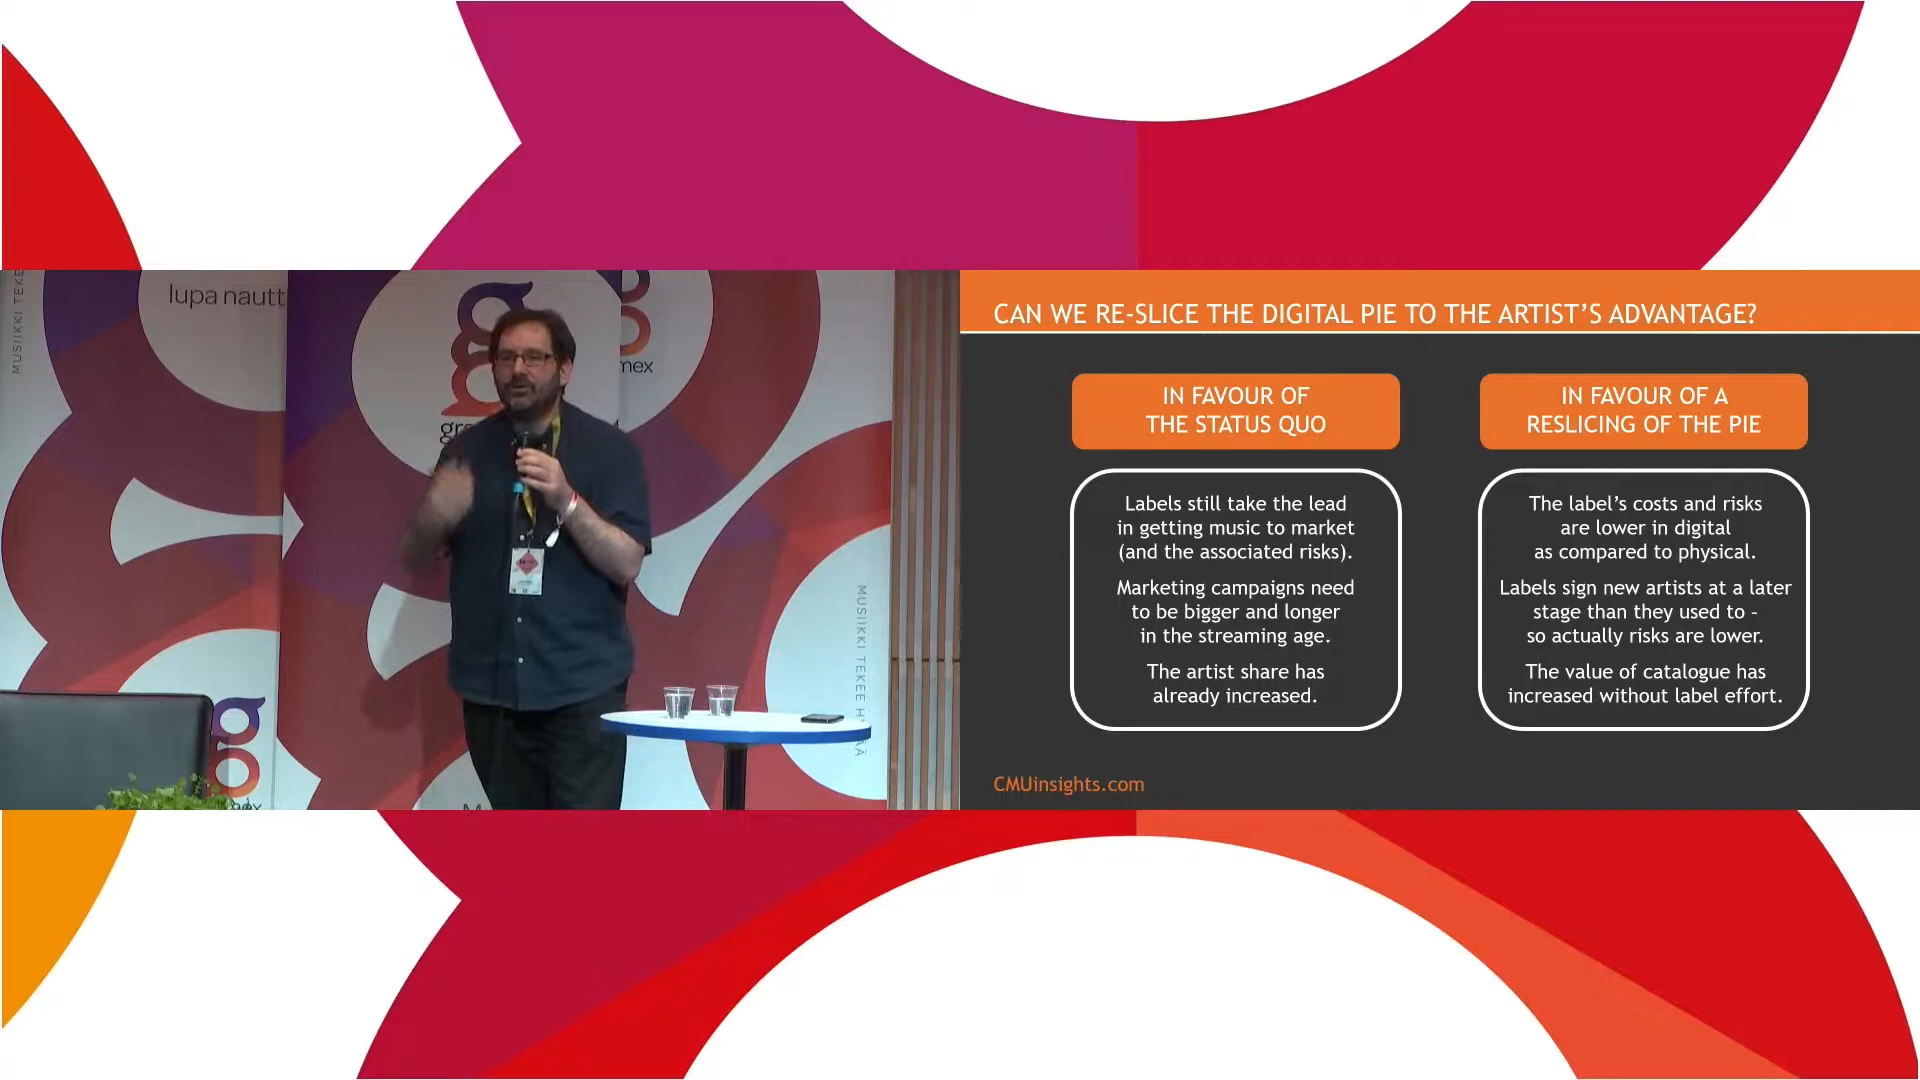 MUSIIKKI TEKE
lupa nautt
mex
gra
MUSIIKKI TEKEE HYVÄÄ
CAN WE RE-SLICE THE DIGITAL PIE TO THE ARTIST’S ADVANTAGE?
IN FAVOUR OF
THE STATUS QUO
Labels still take the lead
in getting music to market
(and the associated risks).
Marketing campaigns need
to be bigger and longer
in the streaming age.
The artist share has
already increased.
IN FAVOUR OF A
RESLICING OF THE PIE
The label’s costs and risks
are lower in digital
as compared to physical.
Labels sign new artists at a later
stage than they used to –
so actually risks are lower.
The value of catalogue has
increased without label effort.
CMUinsights.com